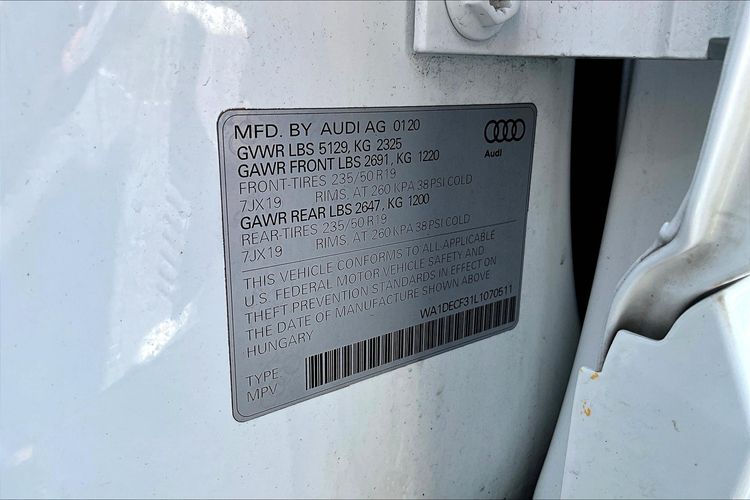 MFD. BY AUDI AG 0120
GVWR LBS 5129, KG 2325
GAWR FRONT LBS 2691, KG 1220
FRONT-TIRES 235/50 R19
7JX19 RIMS, AT 260 KPA 38 PSI COLD
GAWR REAR LBS 2647, KG 1200
REAR-TIRES 235/50 R19
7JX19 RIMS, AT 260 KPA 38 PSI COLD
THIS VEHICLE CONFORMS TO ALL APPLICABLE
U.S. FEDERAL MOTOR VEHICLE SAFETY AND
THEFT PREVENTION STANDARDS IN EFFECT ON
THE DATE OF MANUFACTURE SHOWN ABOVE
HUNGARY
WA1DECF31L1070511
TYPE
MPV
Audi